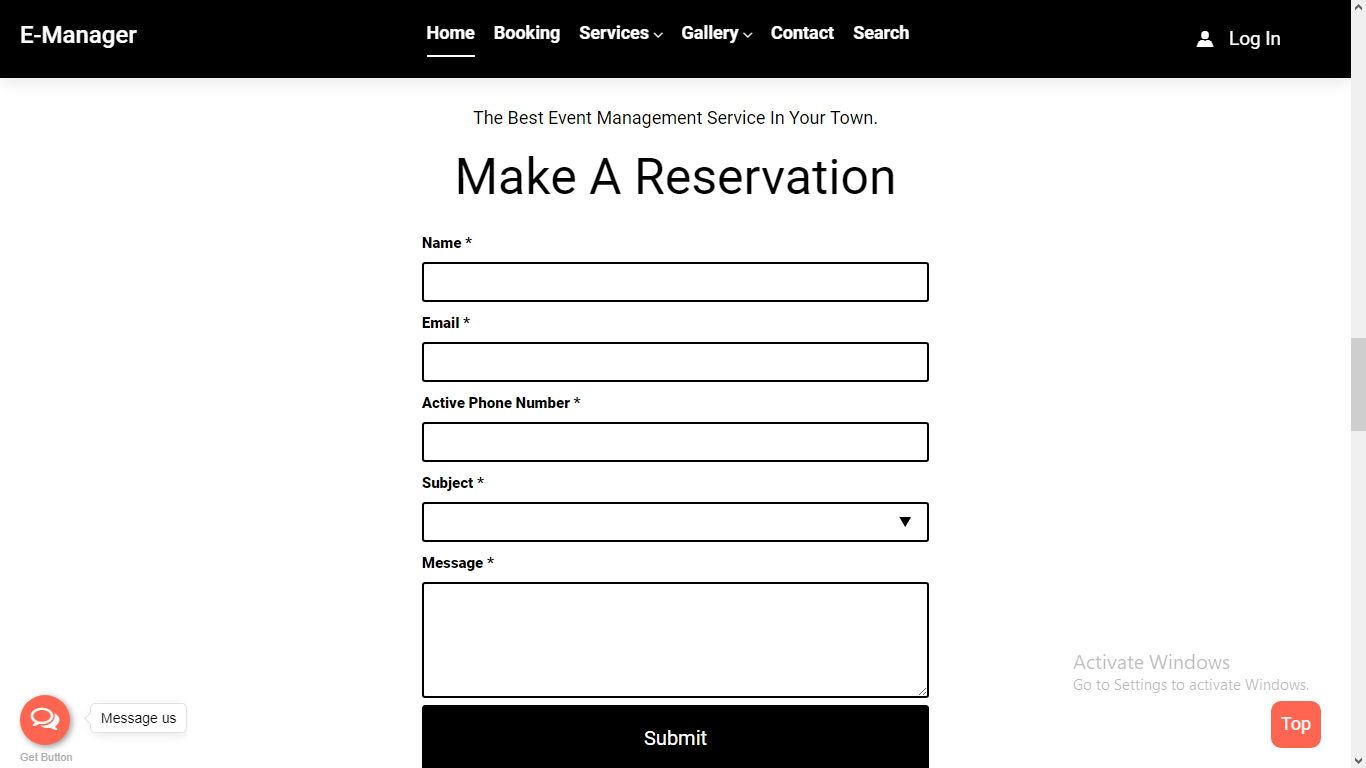 E-Manager
Home Booking Services Gallery Contact Search
Log In
The Best Event Management Service In Your Town.
Make A Reservation
Name *
Email *
Active Phone Number *
Subject *
Message *
Activate Windows
Go to Settings to activate Windows.
Message us
Top
Submit
Get Button